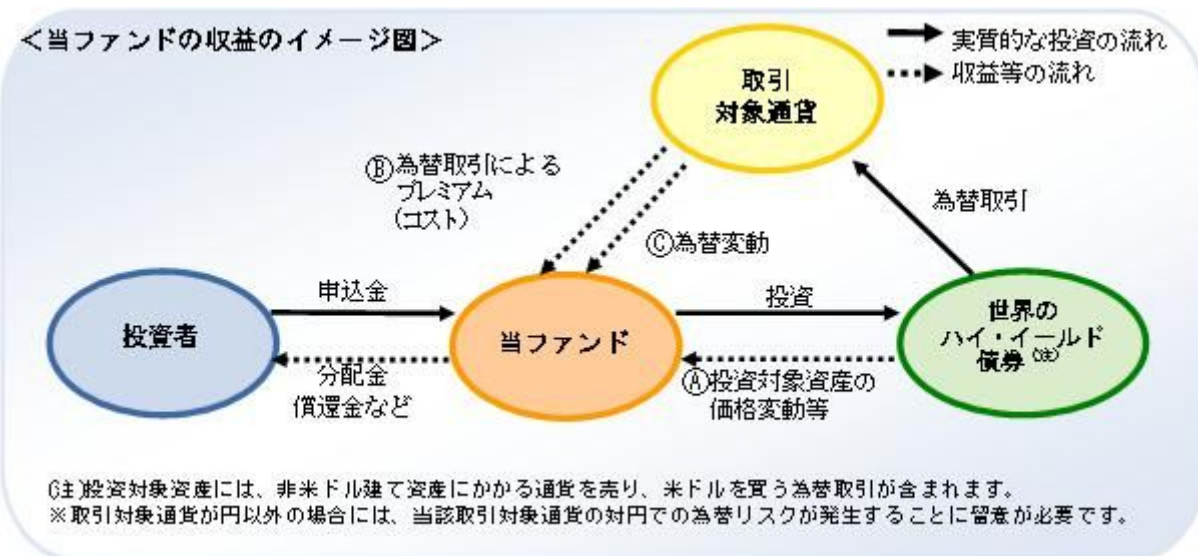 ＜当ファンドの収益のイメージ図＞
実質的な投資の流れ
収益等の流れ
取引
対象通貨
Ⓑ為替取引による
プレミアム
（コスト）
Ⓒ為替変動
為替取引
投資者
申込金
分配金
償還金など
当ファンド
投資
Ⓐ投資対象資産の
価格変動等
世界の
ハイ・イールド
債券（注）
（注）投資対象資産には、非米ドル建て資産にかかる通貨を売り、米ドルを買う為替取引が含まれます。
※取引対象通貨が円以外の場合には、当該取引対象通貨の対円での為替リスクが発生することに留意が必要です。